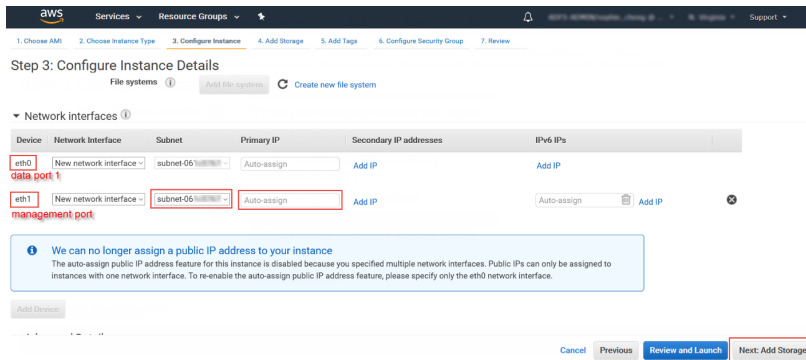 aws Services Resource Groups Support
1. Choose AMI 2. Choose Instance Type 3. Configure Instance 4. Add Storage 5. Add Tags 6. Configure Security Group 7. Review
Step 3: Configure Instance Details
File systems Add file system Create new file system
Network interfaces
Device Network Interface Subnet Primary IP Secondary IP addresses IPv6 IPs
eth0 New network interface subnet-06 Auto-assign Add IP Add IP
data port 1
eth1 New network interface subnet-06 Auto-assign Add IP Auto-assign Add IP
management port
We can no longer assign a public IP address to your instance
The auto-assign public IP address feature for this instance is disabled because you specified multiple network interfaces. Public IPs can only be assigned to
instances with one network interface. To re-enable the auto-assign public IP address feature, please specify only the eth0 network interface.
Add Device
Cancel Previous Review and Launch Next: Add Storage